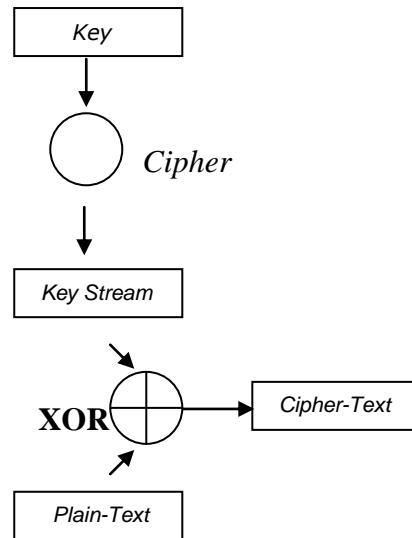 Key
Cipher
Key Stream
XOR
Cipher-Text
Plain-Text